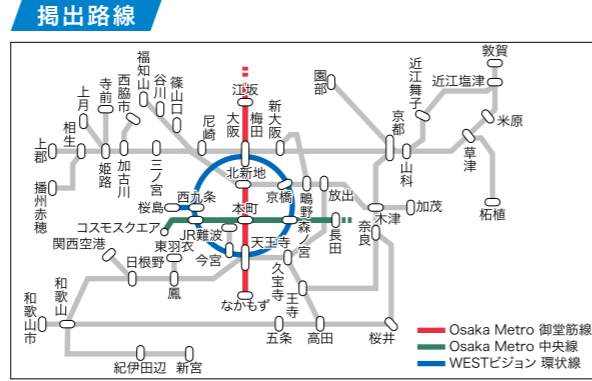 掲出路線
敦賀
福知山
谷川
篠山口
西脇市
寺前
上月
相生
上郡
播州赤穂
姫路
加古川
三ノ宮
尼崎
江坂
大阪
梅田
新大阪
園部
京都
近江舞子
近江塩津
米原
山科
草津
柘植
北新地
京橋
鴫野
放出
西九条
桜島
本町
森ノ宮
長田
木津
加茂
奈良
コスモスクエア
JR難波
天王寺
今宮
関西空港
東羽衣
日根野
鳳
久宝寺
王寺
和歌山市
和歌山
なかもず
五条
高田
桜井
紀伊田辺
新宮
Osaka Metro 御堂筋線
Osaka Metro 中央線
WESTビジョン 環状線